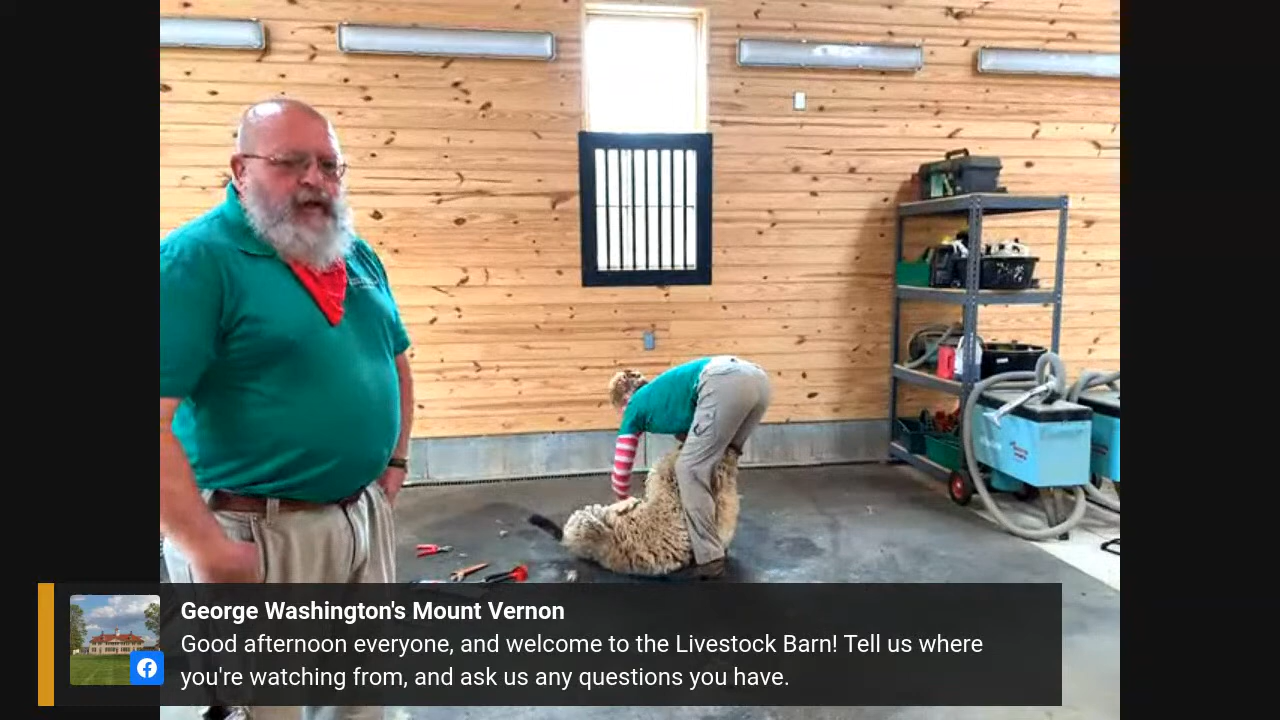 George Washington's Mount Vernon
Good afternoon everyone, and welcome to the Livestock Barn! Tell us where
you're watching from, and ask us any questions you have.